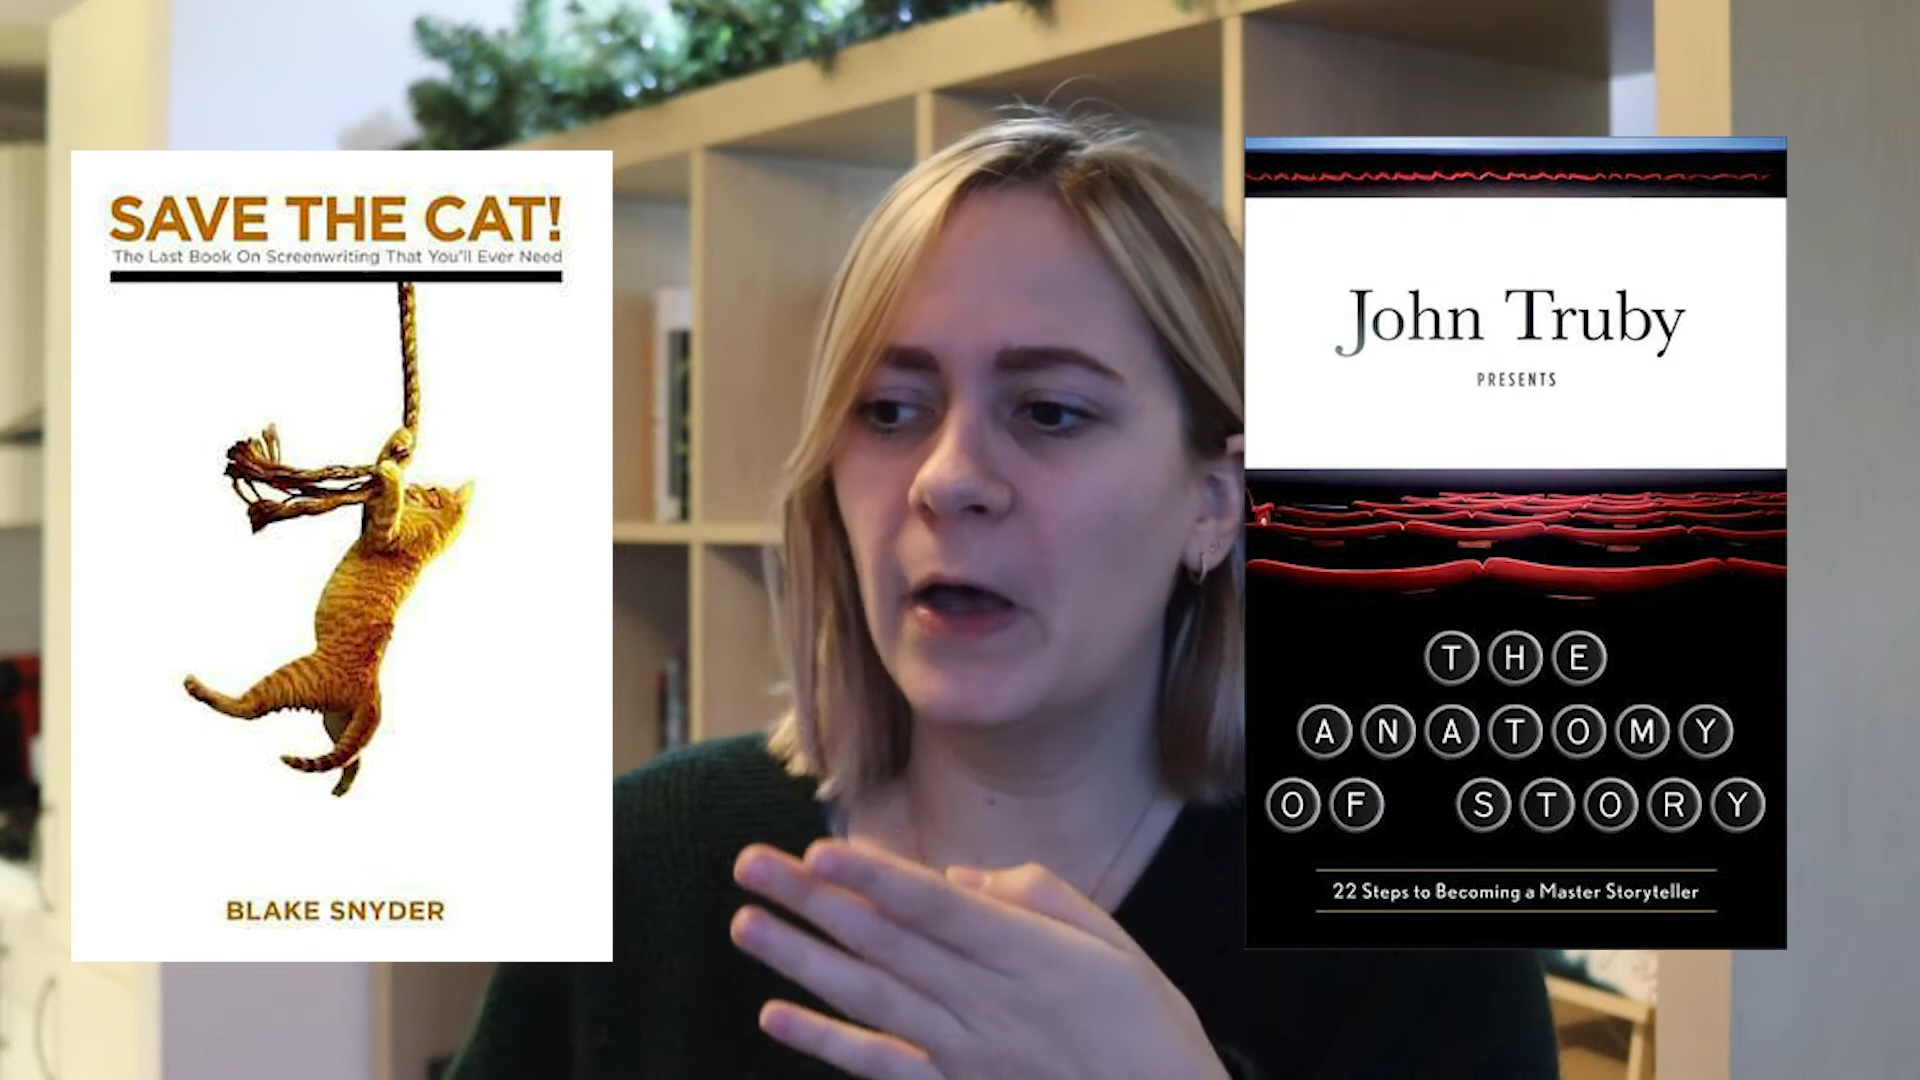 SAVE THE CAT!
The Last Book On Screenwriting That You'll Ever Need
BLAKE SNYDER
John Truby
PRESENTS
THE
ANATOMY
OF STORY
22 Steps to Becoming a Master Storyteller